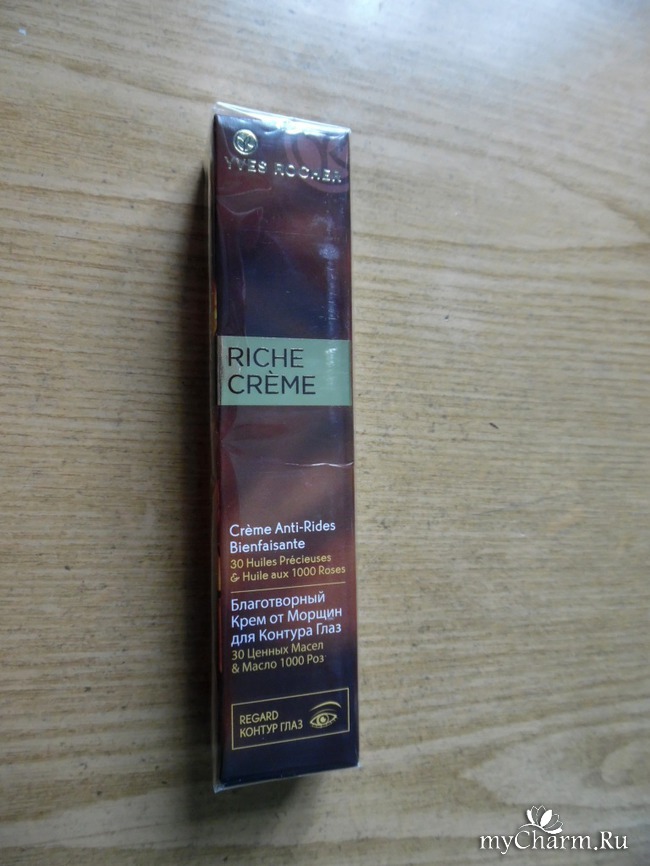 YVES ROCHER
RICHE
CRÈME
Crème Anti-Rides
Bienfaisante
30 Huiles Précieuses
& Huile aux 1000 Roses
Благотворный
Крем от Морщин
для Контура Глаз
30 Ценных Масел
& Масло 1000 Роз
REGARD
КОНТУР ГЛАЗ
myCharm.Ru